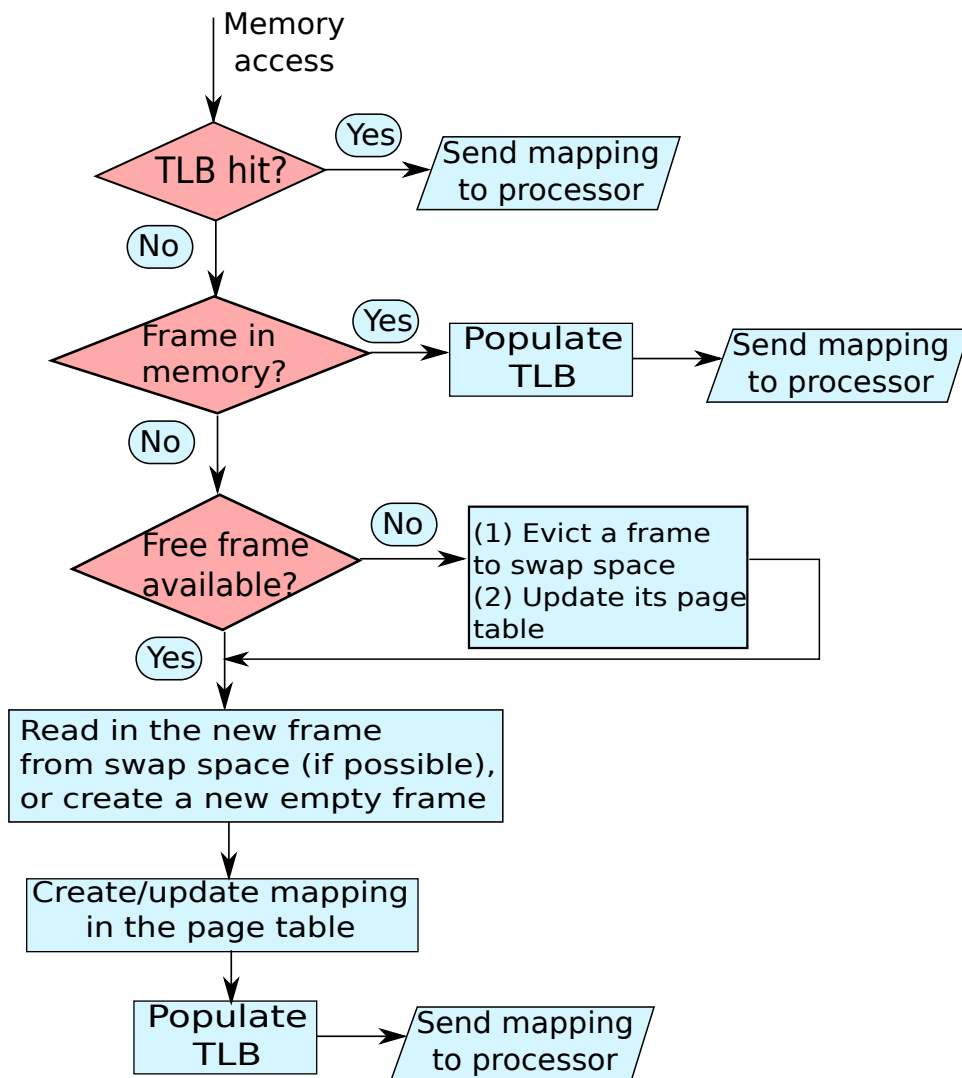 Memory
access
TLB hit?
Yes
Send mapping
to processor
No
Frame in
memory?
Yes
Populate
TLB
Send mapping
to processor
No
Free frame
available?
No
(1) Evict a frame
to swap space
(2) Update its page
table
Yes
Read in the new frame
from swap space (if possible),
or create a new empty frame
Create/update mapping
in the page table
Populate
TLB
Send mapping
to processor